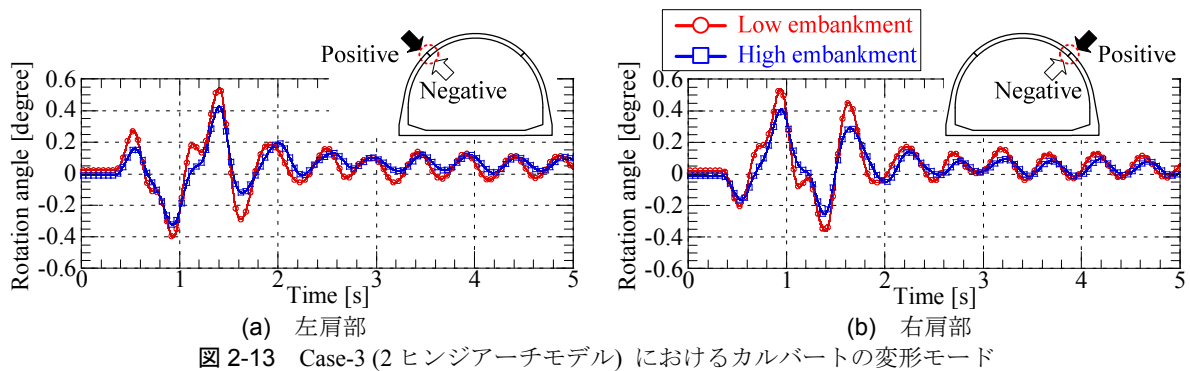 Low embankment
High embankment
Positive
Negative
Rotation angle [degree]
0.6
0.4
0.2
0
-0.2
-0.4
-0.6
0 1 2 3 4 5
Time [s]
(a) 左肩部
Positive
Negative
Rotation angle [degree]
0.6
0.4
0.2
0
-0.2
-0.4
-0.6
0 1 2 3 4 5
Time [s]
(b) 右肩部
図 2-13 Case-3 (2 ヒンジアーチモデル) におけるカルバートの変形モード